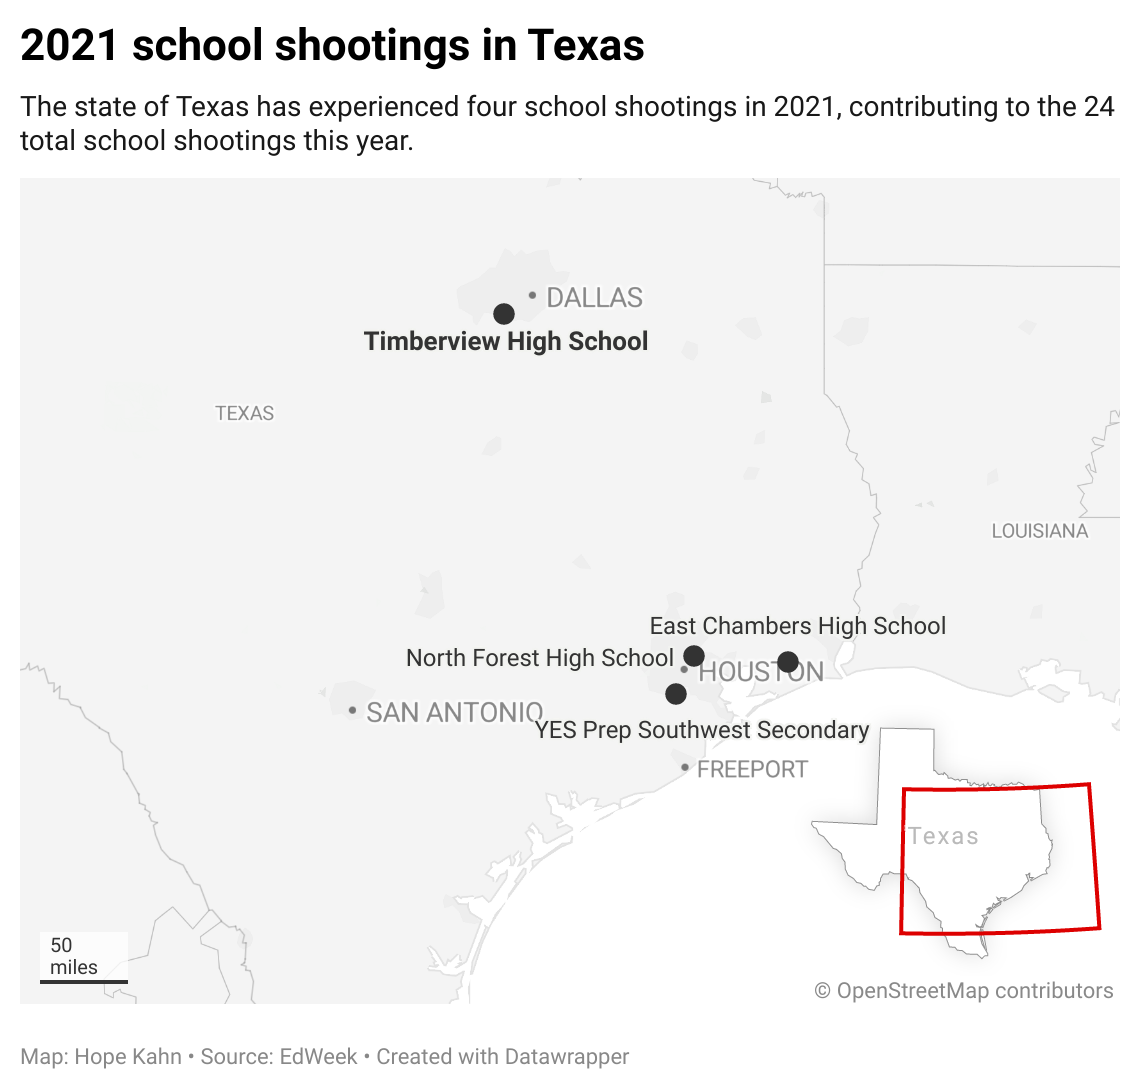 2021 school shootings in Texas
The state of Texas has experienced four school shootings in 2021, contributing to the 24
total school shootings this year.
DALLAS
Timberview High School
TEXAS
LOUISIANA
East Chambers High School
North Forest High School
HOUSTON
SAN ANTONIO
YES Prep Southwest Secondary
FREEPORT
Texas
50
miles
© OpenStreetMap contributors
Map: Hope Kahn • Source: EdWeek • Created with Datawrapper